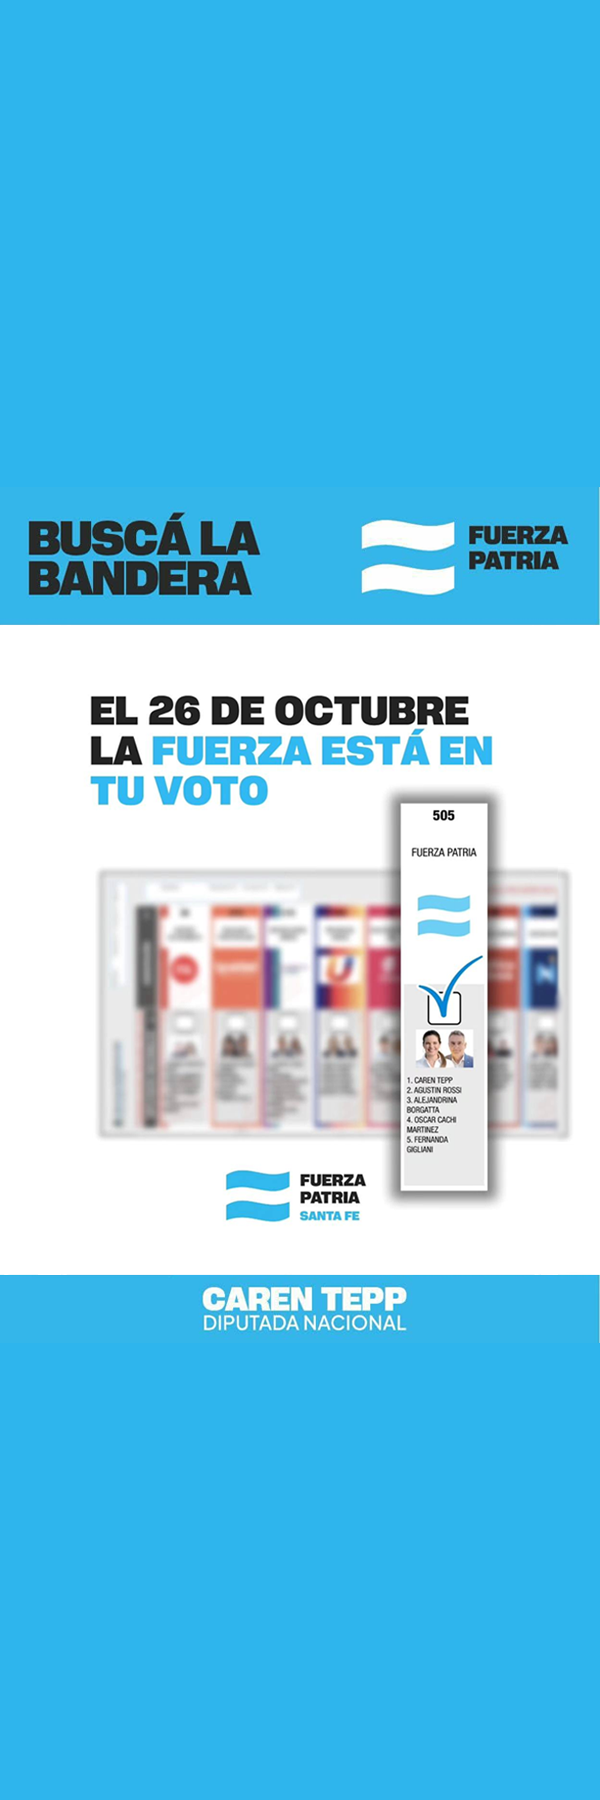 BUSCÁ LA
BANDERA
FUERZA
PATRIA
EL 26 DE OCTUBRE
LA FUERZA ESTÁ EN
TU VOTO
505
FUERZA PATRIA
1. CAREN TEPP
2. AGUSTIN ROSSI
3. ALEJANDRINA
BORGATTA
4. OSCAR CACHI
MARTINEZ
5. FERNANDA
GIGLIANI
FUERZA
PATRIA
SANTA FE
CAREN TEPP
DIPUTADA NACIONAL